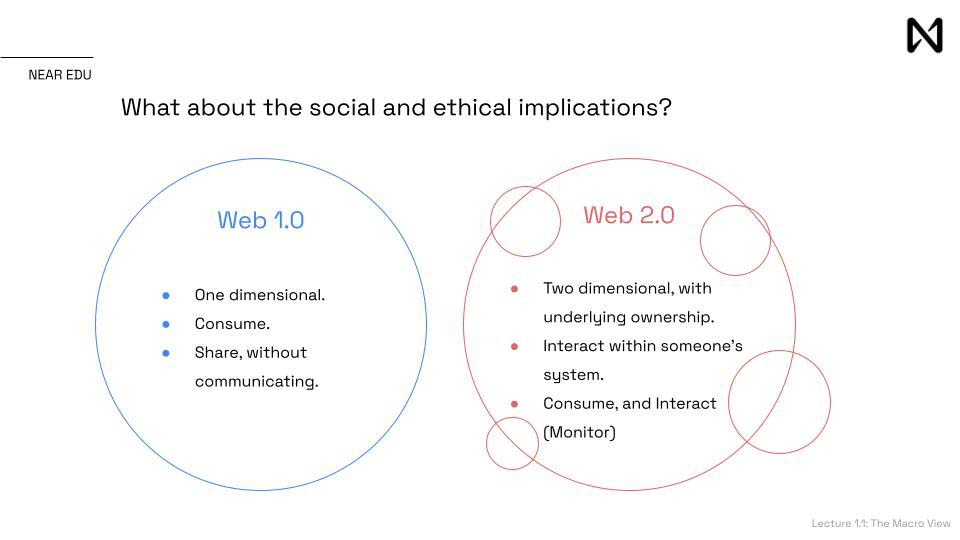 NEAR EDU
What about the social and ethical implications?
Web 1.0
One dimensional.
Consume.
Share, without
communicating.
Web 2.0
Two dimensional, with
underlying ownership.
Interact within someone's
system.
Consume, and Interact
(Monitor)
Lecture 1.1: The Macro View